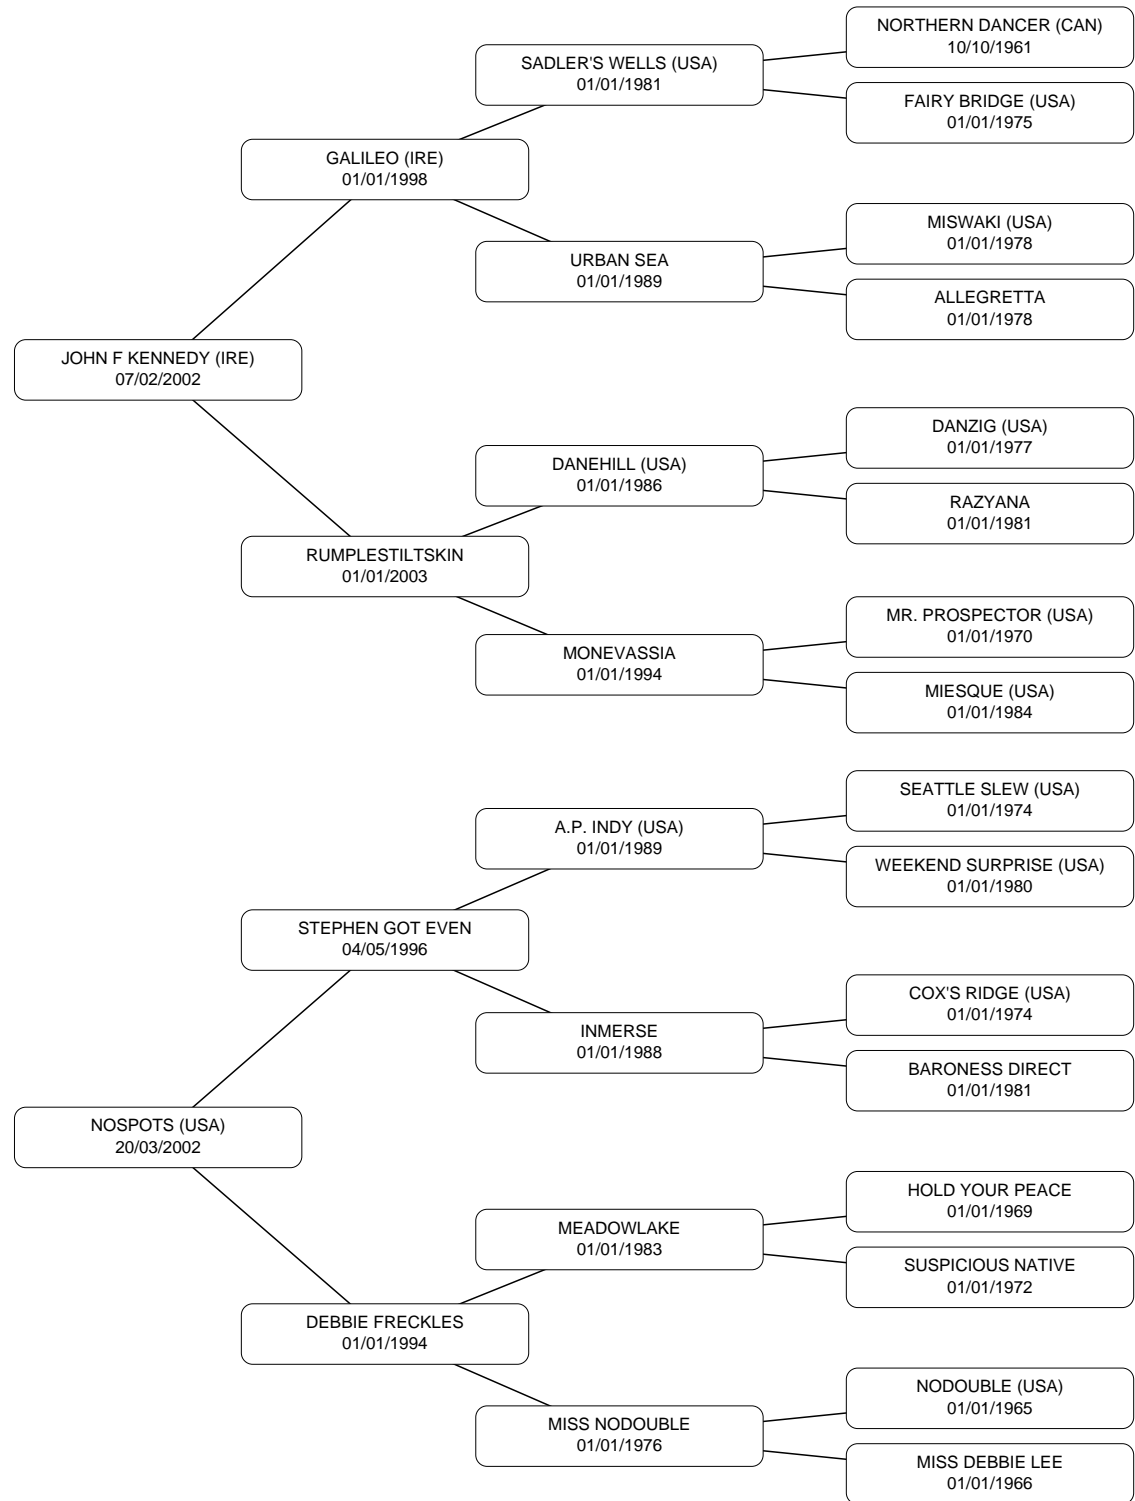 NORTHERN DANCER (CAN)
10/10/1961
SADLER'S WELLS (USA)
01/01/1981
FAIRY BRIDGE (USA)
01/01/1975
GALILEO (IRE)
01/01/1998
MISWAKI (USA)
01/01/1978
URBAN SEA
01/01/1989
ALLEGRETTA
01/01/1978
JOHN F KENNEDY (IRE)
07/02/2002
DANZIG (USA)
01/01/1977
DANEHILL (USA)
01/01/1986
RAZYANA
01/01/1981
RUMPLESTILTSKIN
01/01/2003
MR. PROSPECTOR (USA)
01/01/1970
MONEVASSIA
01/01/1994
MIESQUE (USA)
01/01/1984
SEATTLE SLEW (USA)
01/01/1974
A.P. INDY (USA)
01/01/1989
WEEKEND SURPRISE (USA)
01/01/1980
STEPHEN GOT EVEN
04/05/1996
COX'S RIDGE (USA)
01/01/1974
INMERSE
01/01/1988
BARONESS DIRECT
01/01/1981
NOSPOTS (USA)
20/03/2002
HOLD YOUR PEACE
01/01/1969
MEADOWLAKE
01/01/1983
SUSPICIOUS NATIVE
01/01/1972
DEBBIE FRECKLES
01/01/1994
NODOUBLE (USA)
01/01/1965
MISS NODOUBLE
01/01/1976
MISS DEBBIE LEE
01/01/1966